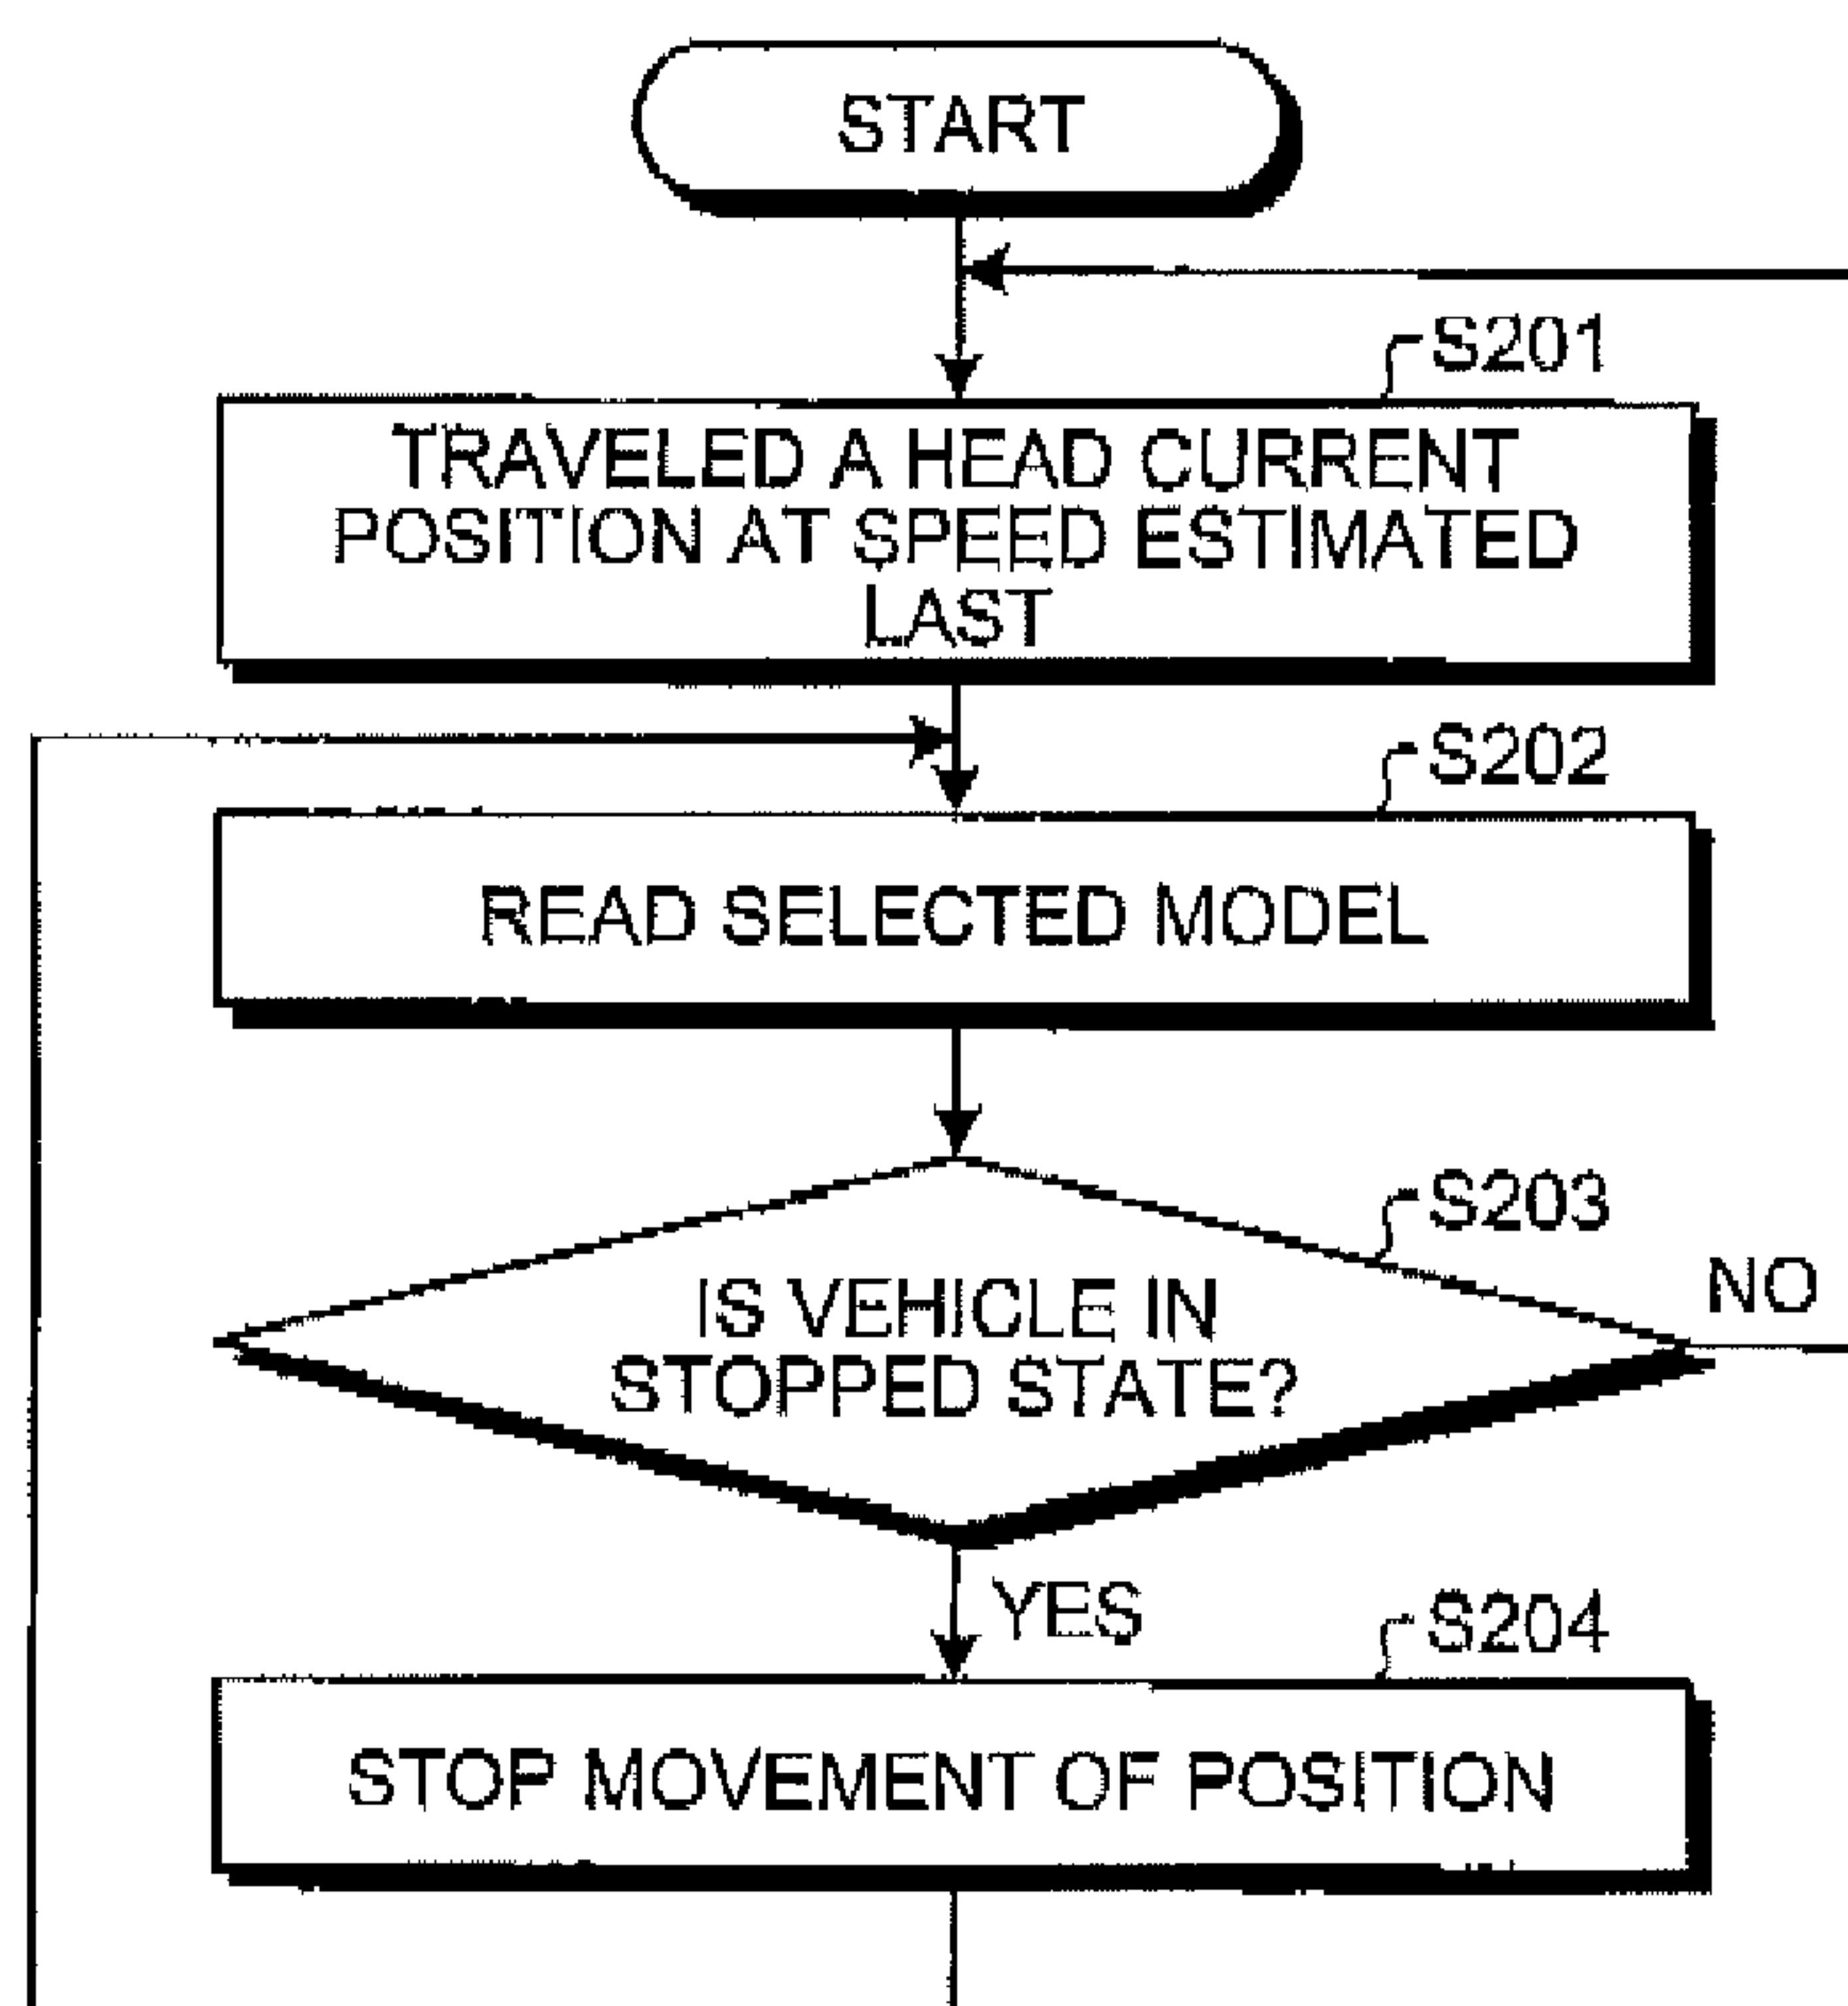 START
S201
TRAVELED A HEAD CURRENT
POSITION AT SPEED ESTIMATED
LAST
S202
READ SELECTED MODEL
S203
NO
IS VEHICLE IN
STOPPED STATE?
YES
S204
STOP MOVEMENT OF POSITION